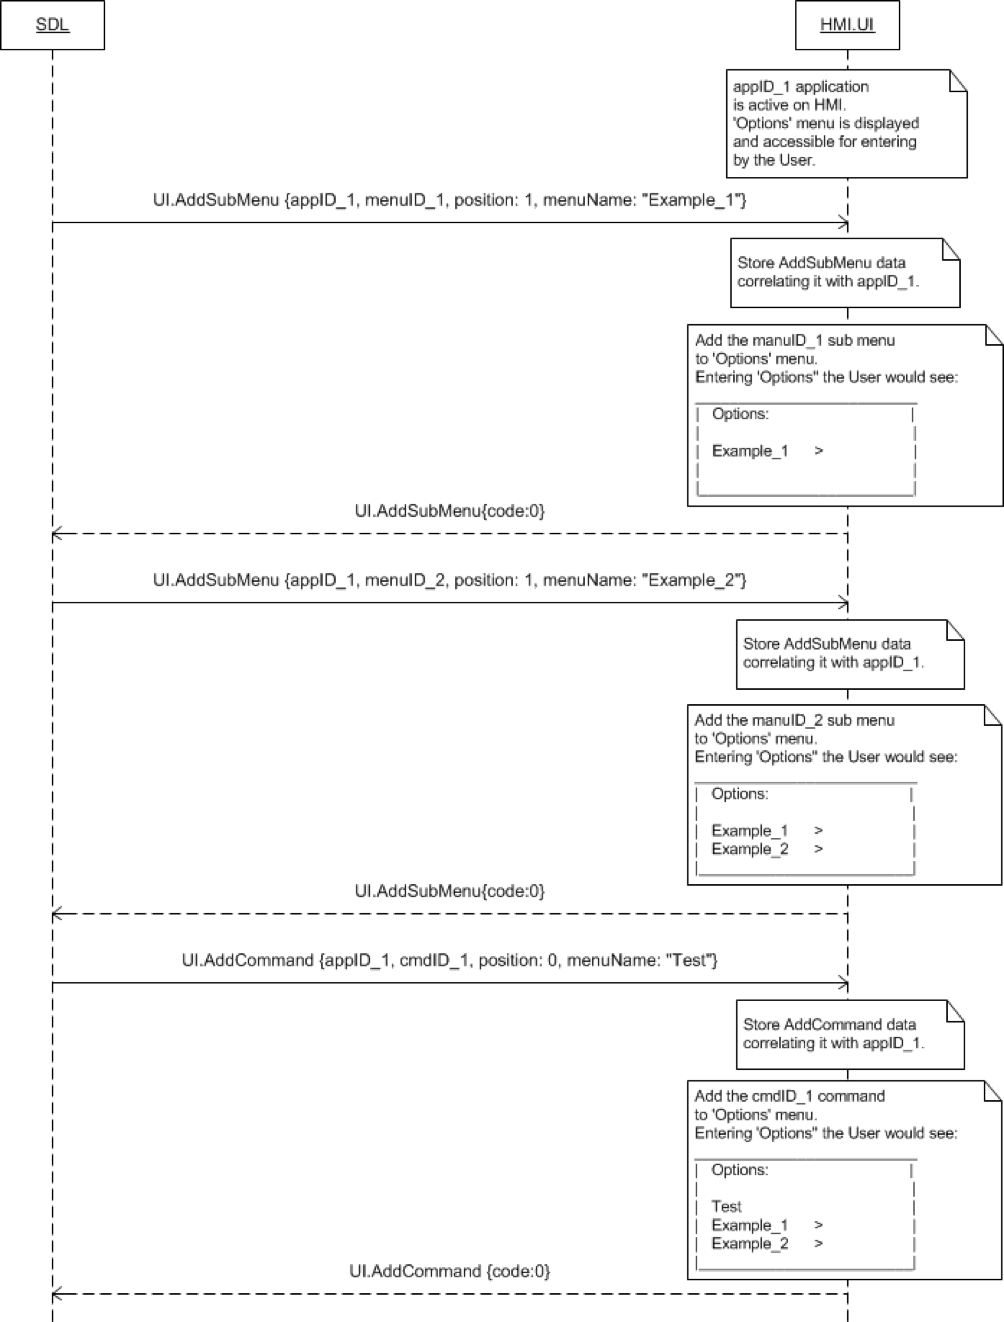 SDL
HMI.UI
appID_1 application
is active on HMI.
'Options' menu is displayed
and accessible for entering
by the User.
UI.AddSubMenu {appID_1, menuID_1, position: 1, menuName: "Example_1"}
Store AddSubMenu data
correlating it with appID_1.
Add the manuID_1 sub menu
to 'Options' menu.
Entering 'Options" the User would see:
Options:
Example_1 >
UI.AddSubMenu{code:0}
UI.AddSubMenu {appID_1, menuID_2, position: 1, menuName: "Example_2"}
Store AddSubMenu data
correlating it with appID_1.
Add the manuID_2 sub menu
to 'Options' menu.
Entering 'Options" the User would see:
Options:
Example_1 >
Example_2 >
UI.AddSubMenu{code:0}
UI.AddCommand {appID_1, cmdID_1, position: 0, menuName: "Test"}
Store AddCommand data
correlating it with appID_1.
Add the cmdID_1 command
to 'Options' menu.
Entering 'Options" the User would see:
Options:
Test
Example_1 >
Example_2 >
UI.AddCommand {code:0}